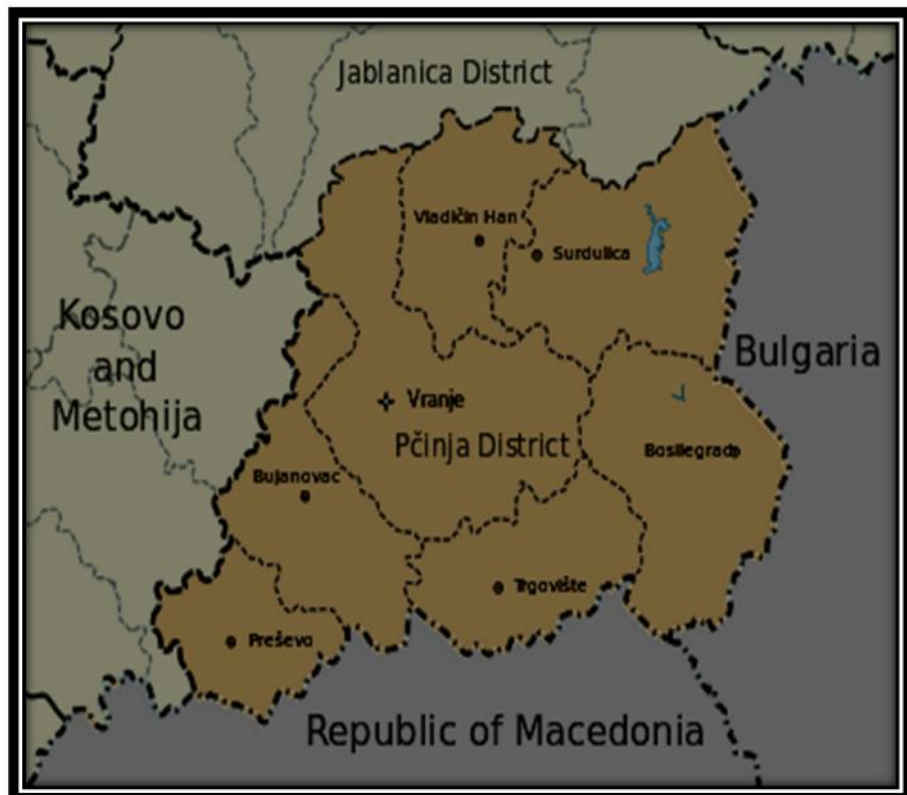 Jablanica District
Vladičin Han
Surdulica
Kosovo
and
Metohija
Bulgaria
Vranje
Pčinja District
Bosilegrad
Bujanovac
Trgovište
Preševo
Republic of Macedonia